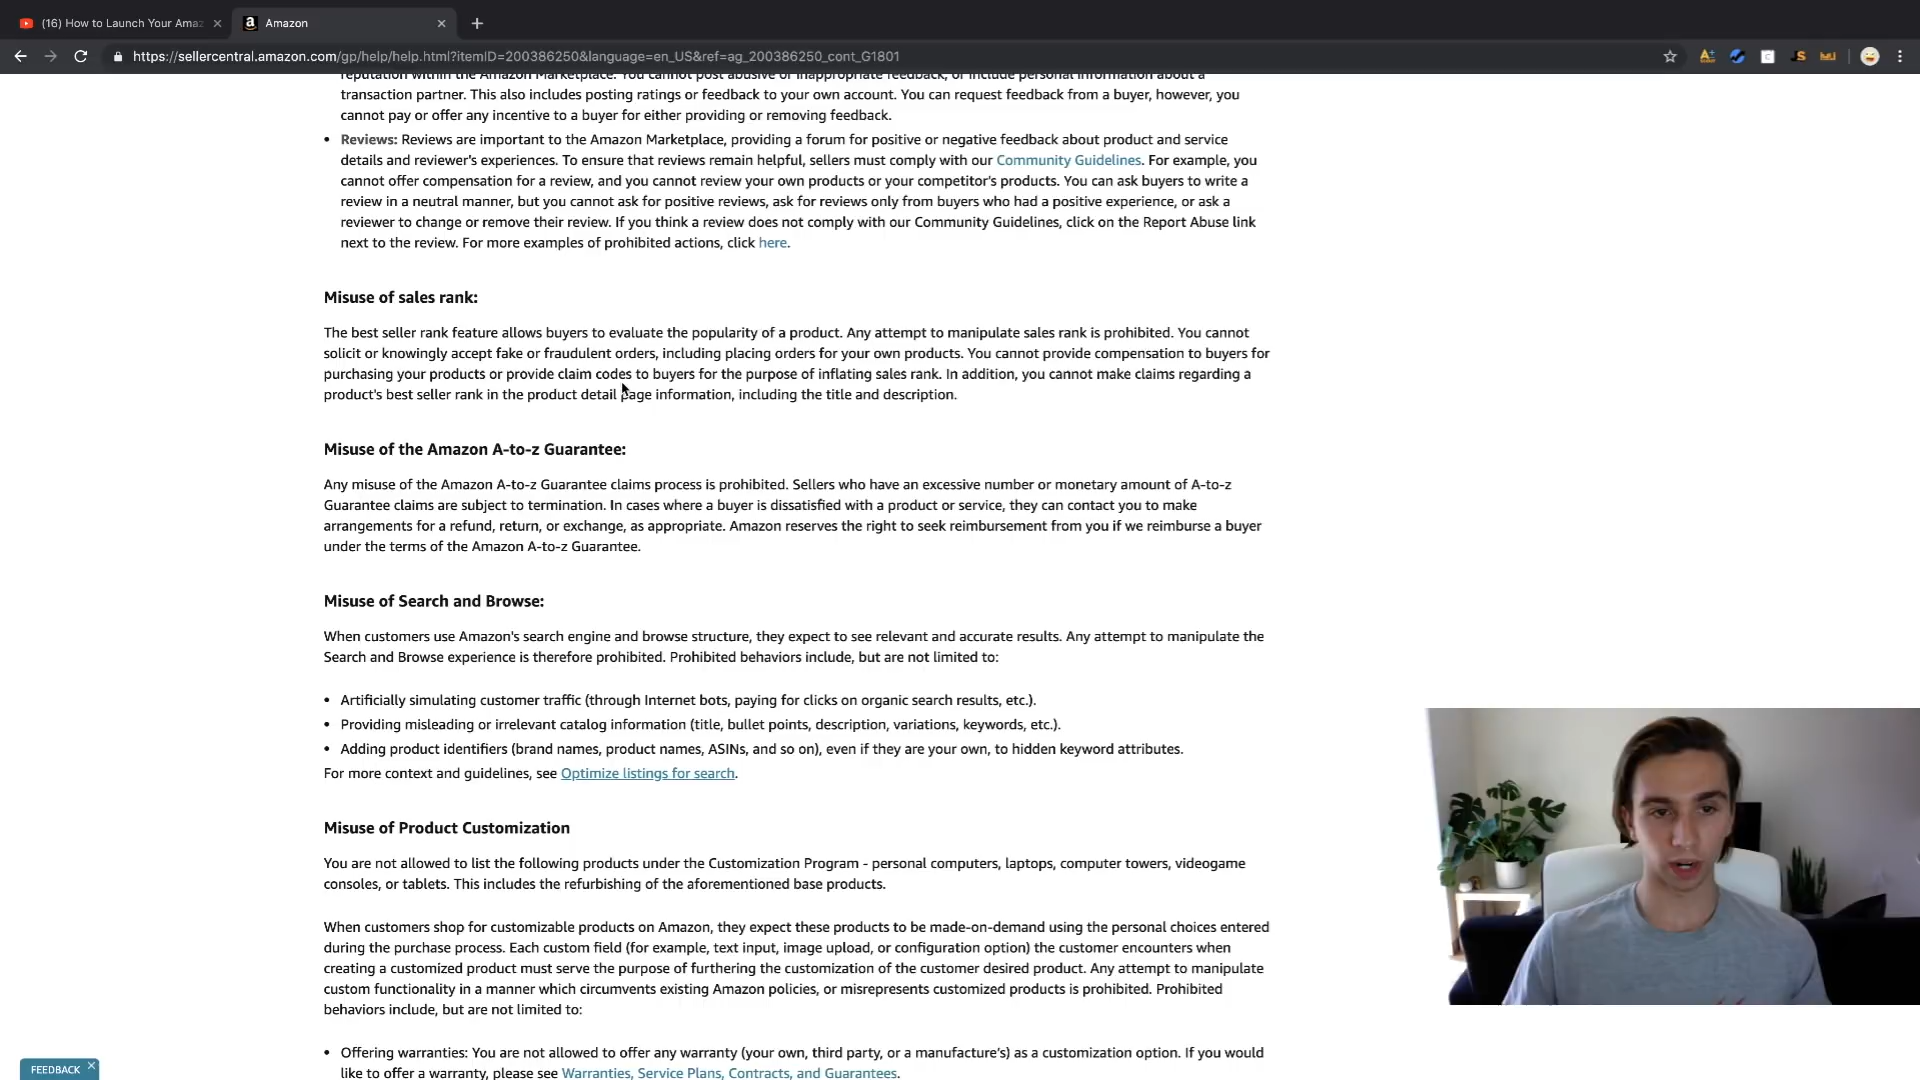 (16) How to Launch Your Amaz
Amazon
https://sellercentral.amazon.com/gp/help/help.html?itemID=200386250&language=en_US&ref=ag_200386250_cont_G1801
reputation within the Amazon Marketplace. You cannot post abusive or inappropriate feedback, or include personal information about a
transaction partner. This also includes posting ratings or feedback to your own account. You can request feedback from a buyer, however, you
cannot pay or offer any incentive to a buyer for either providing or removing feedback.
• Reviews: Reviews are important to the Amazon Marketplace, providing a forum for positive or negative feedback about product and service
details and reviewer's experiences. To ensure that reviews remain helpful, sellers must comply with our Community Guidelines. For example, you
cannot offer compensation for a review, and you cannot review your own products or your competitor's products. You can ask buyers to write a
review in a neutral manner, but you cannot ask for positive reviews, ask for reviews only from buyers who had a positive experience, or ask a
reviewer to change or remove their review. If you think a review does not comply with our Community Guidelines, click on the Report Abuse link
next to the review. For more examples of prohibited actions, click here.
Misuse of sales rank:
The best seller rank feature allows buyers to evaluate the popularity of a product. Any attempt to manipulate sales rank is prohibited. You cannot
solicit or knowingly accept fake or fraudulent orders, including placing orders for your own products. You cannot provide compensation to buyers for
purchasing your products or provide claim codes to buyers for the purpose of inflating sales rank. In addition, you cannot make claims regarding a
product's best seller rank in the product detail page information, including the title and description.
Misuse of the Amazon A-to-z Guarantee:
Any misuse of the Amazon A-to-z Guarantee claims process is prohibited. Sellers who have an excessive number or monetary amount of A-to-z
Guarantee claims are subject to termination. In cases where a buyer is dissatisfied with a product or service, they can contact you to make
arrangements for a refund, return, or exchange, as appropriate. Amazon reserves the right to seek reimbursement from you if we reimburse a buyer
under the terms of the Amazon A-to-z Guarantee.
Misuse of Search and Browse:
When customers use Amazon's search engine and browse structure, they expect to see relevant and accurate results. Any attempt to manipulate the
Search and Browse experience is therefore prohibited. Prohibited behaviors include, but are not limited to:
• Artificially simulating customer traffic (through Internet bots, paying for clicks on organic search results, etc.).
• Providing misleading or irrelevant catalog information (title, bullet points, description, variations, keywords, etc.).
• Adding product identifiers (brand names, product names, ASINs, and so on), even if they are your own, to hidden keyword attributes.
For more context and guidelines, see Optimize listings for search.
Misuse of Product Customization
You are not allowed to list the following products under the Customization Program - personal computers, laptops, computer towers, videogame
consoles, or tablets. This includes the refurbishing of the aforementioned base products.
When customers shop for customizable products on Amazon, they expect these products to be made-on-demand using the personal choices entered
during the purchase process. Each custom field (for example, text input, image upload, or configuration option) the customer encounters when
creating a customized product must serve the purpose of furthering the customization of the customer desired product. Any attempt to manipulate
custom functionality in a manner which circumvents existing Amazon policies, or misrepresents customized products is prohibited. Prohibited
behaviors include, but are not limited to:
• Offering warranties: You are not allowed to offer any warranty (your own, third party, or a manufacture's) as a customization option. If you would
like to offer a warranty, please see Warranties, Service Plans, Contracts, and Guarantees.
FEEDBACK